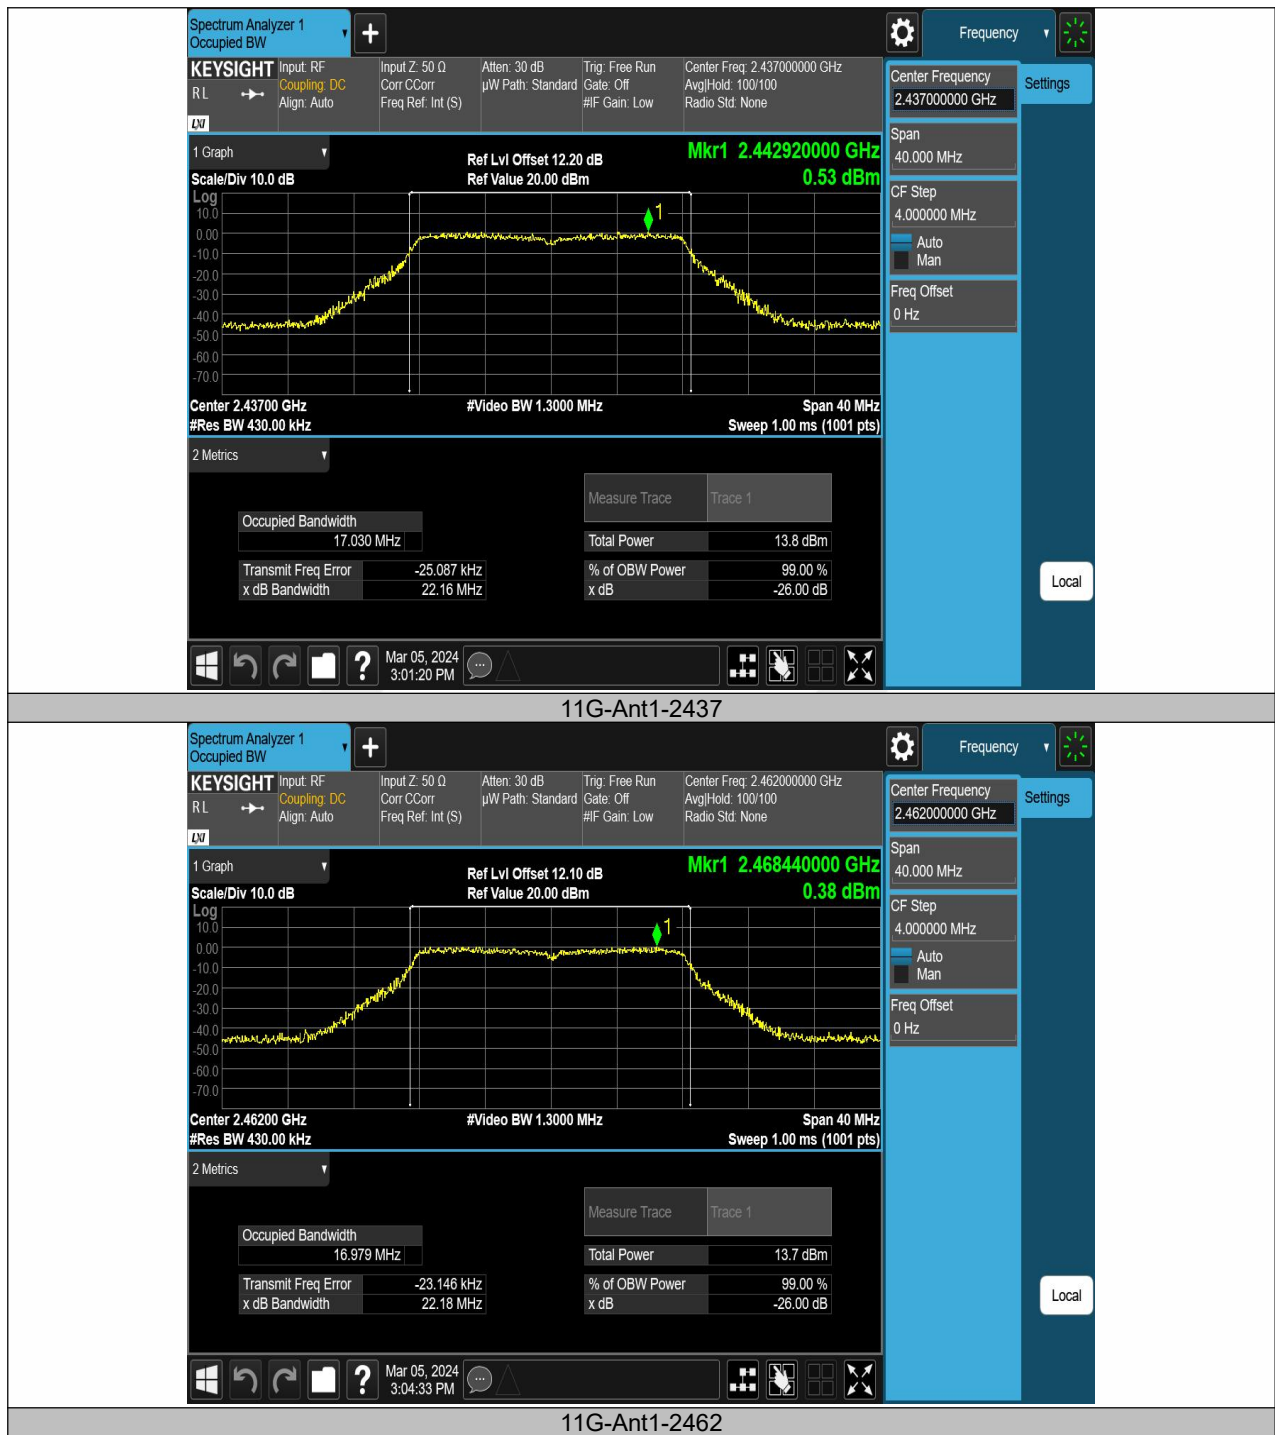 Spectrum Analyzer 1
Occupied BW
+
Frequency
KEYSIGHT
R L
LXI
Input: RF
Coupling: DC
Align: Auto
Input Z: 50 Ω
Corr CCorr
Freq Ref: Int (S)
Atten: 30 dB
µW Path: Standard
Trig: Free Run
Gate: Off
#IF Gain: Low
Center Freq: 2.437000000 GHz
Avg|Hold: 100/100
Radio Std: None
Center Frequency
2.437000000 GHz
Settings
Span
40.000 MHz
CF Step
4.000000 MHz
Auto
Man
Freq Offset
0 Hz
Local
1 Graph
Scale/Div 10.0 dB
Ref Lvl Offset 12.20 dB
Ref Value 20.00 dBm
Mkr1 2.442920000 GHz
0.53 dBm
Log
10.0
0.00
-10.0
-20.0
-30.0
-40.0
-50.0
-60.0
-70.0
1
Center 2.43700 GHz
#Res BW 430.00 kHz
#Video BW 1.3000 MHz
Span 40 MHz
Sweep 1.00 ms (1001 pts)
2 Metrics
Measure Trace Trace 1
Occupied Bandwidth
17.030 MHz
Total Power 13.8 dBm
Transmit Freq Error -25.087 kHz
% of OBW Power 99.00 %
x dB Bandwidth 22.16 MHz
x dB -26.00 dB
?
Mar 05, 2024
3:01:20 PM
11G-Ant1-2437
Spectrum Analyzer 1
Occupied BW
+
Frequency
KEYSIGHT
R L
LXI
Input: RF
Coupling: DC
Align: Auto
Input Z: 50 Ω
Corr CCorr
Freq Ref: Int (S)
Atten: 30 dB
µW Path: Standard
Trig: Free Run
Gate: Off
#IF Gain: Low
Center Freq: 2.462000000 GHz
Avg|Hold: 100/100
Radio Std: None
Center Frequency
2.462000000 GHz
Settings
Span
40.000 MHz
CF Step
4.000000 MHz
Auto
Man
Freq Offset
0 Hz
Local
1 Graph
Scale/Div 10.0 dB
Ref Lvl Offset 12.10 dB
Ref Value 20.00 dBm
Mkr1 2.468440000 GHz
0.38 dBm
Log
10.0
0.00
-10.0
-20.0
-30.0
-40.0
-50.0
-60.0
-70.0
1
Center 2.46200 GHz
#Res BW 430.00 kHz
#Video BW 1.3000 MHz
Span 40 MHz
Sweep 1.00 ms (1001 pts)
2 Metrics
Measure Trace Trace 1
Occupied Bandwidth
16.979 MHz
Total Power 13.7 dBm
Transmit Freq Error -23.146 kHz
% of OBW Power 99.00 %
x dB Bandwidth 22.18 MHz
x dB -26.00 dB
?
Mar 05, 2024
3:04:33 PM
11G-Ant1-2462